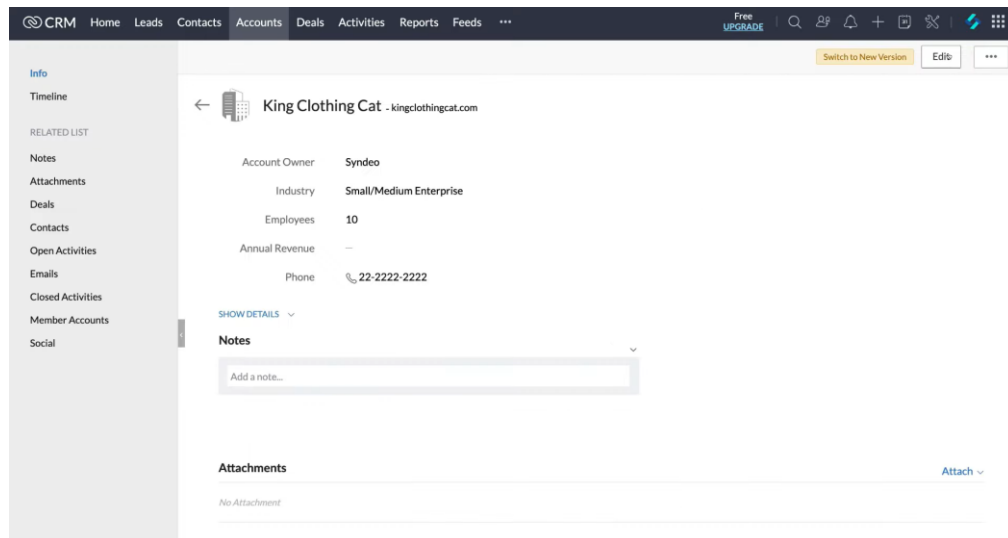 CRM Home Leads Contacts Accounts Deals Activities Reports Feeds ••• Free
UPGRADE
Switch to New Version Edit •••
Info
Timeline
RELATED LIST
Notes
Attachments
Deals
Contacts
Open Activities
Emails
Closed Activities
Member Accounts
Social
King Clothing Cat - kingclothingcat.com
Account Owner Syndeo
Industry Small/Medium Enterprise
Employees 10
Annual Revenue —
Phone 22-2222-2222
SHOW DETAILS
Notes
Add a note...
Attachments Attach
No Attachment